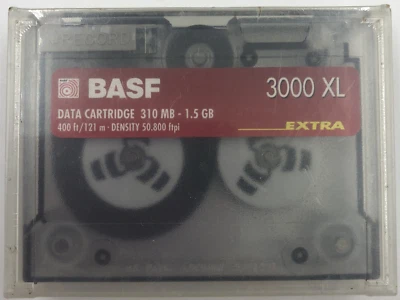 BASF
3000 XL
DATA CARTRIDGE 310 MB - 1.5 GB
400 ft/121 m - DENSITY 50.800 ftpi
EXTRA